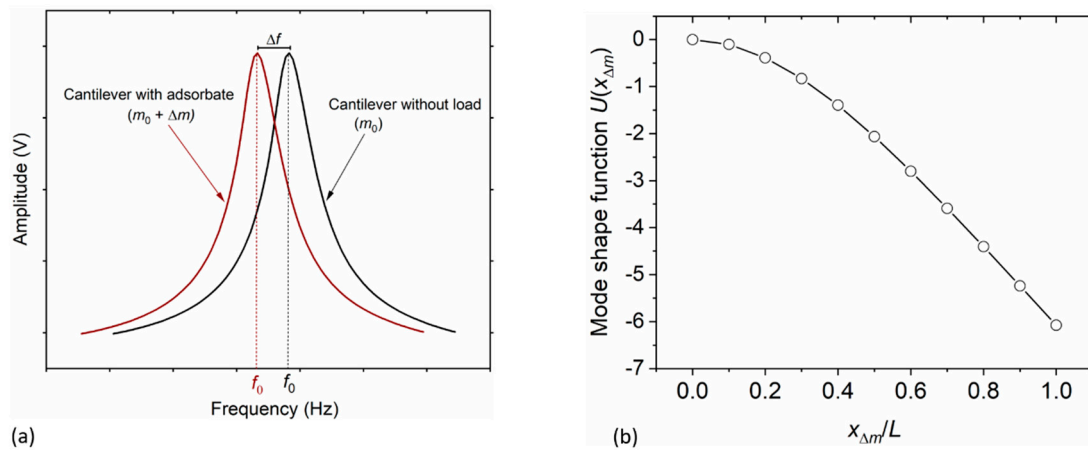 Δf
Cantilever with adsorbate
(m₀ + Δm)
Cantilever without load
(m₀)
Amplitude (V)
f₀ f₀
Frequency (Hz)
(a)
Mode shape function U(xΔm)
0
-1
-2
-3
-4
-5
-6
-7
0.0 0.2 0.4 0.6 0.8 1.0
xΔm/L
(b)